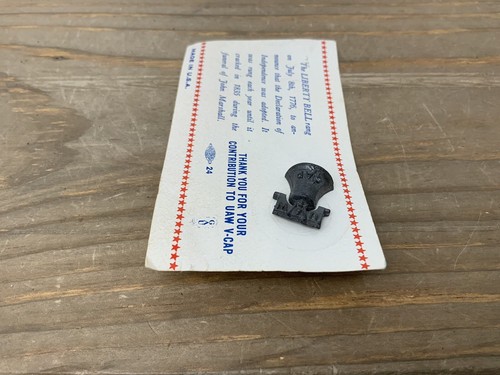 "The LIBERTY BELL rang
on July 8th, 1776, to an-
nounce that the Declaration of
Independence was adopted. It
was rung each year until it
cracked in 1835 during the
funeral of John Marshall.
THANK YOU FOR YOUR
CONTRIBUTION TO UAW V-CAP
24
MADE IN U.S.A.